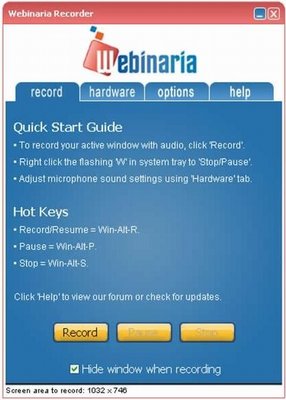 Webinaria Recorder
Webinaria
record hardware options help
Quick Start Guide
• To record your active window with audio, click 'Record'.
• Right click the flashing 'W' in system tray to 'Stop/Pause'.
• Adjust microphone sound settings using 'Hardware' tab.
Hot Keys
• Record/Resume = Win-Alt-R.
• Pause = Win-Alt-P.
• Stop = Win-Alt-S.
Click 'Help' to view our forum or check for updates.
Record Pause Stop
Hide window when recording
Screen area to record: 1032 x 746